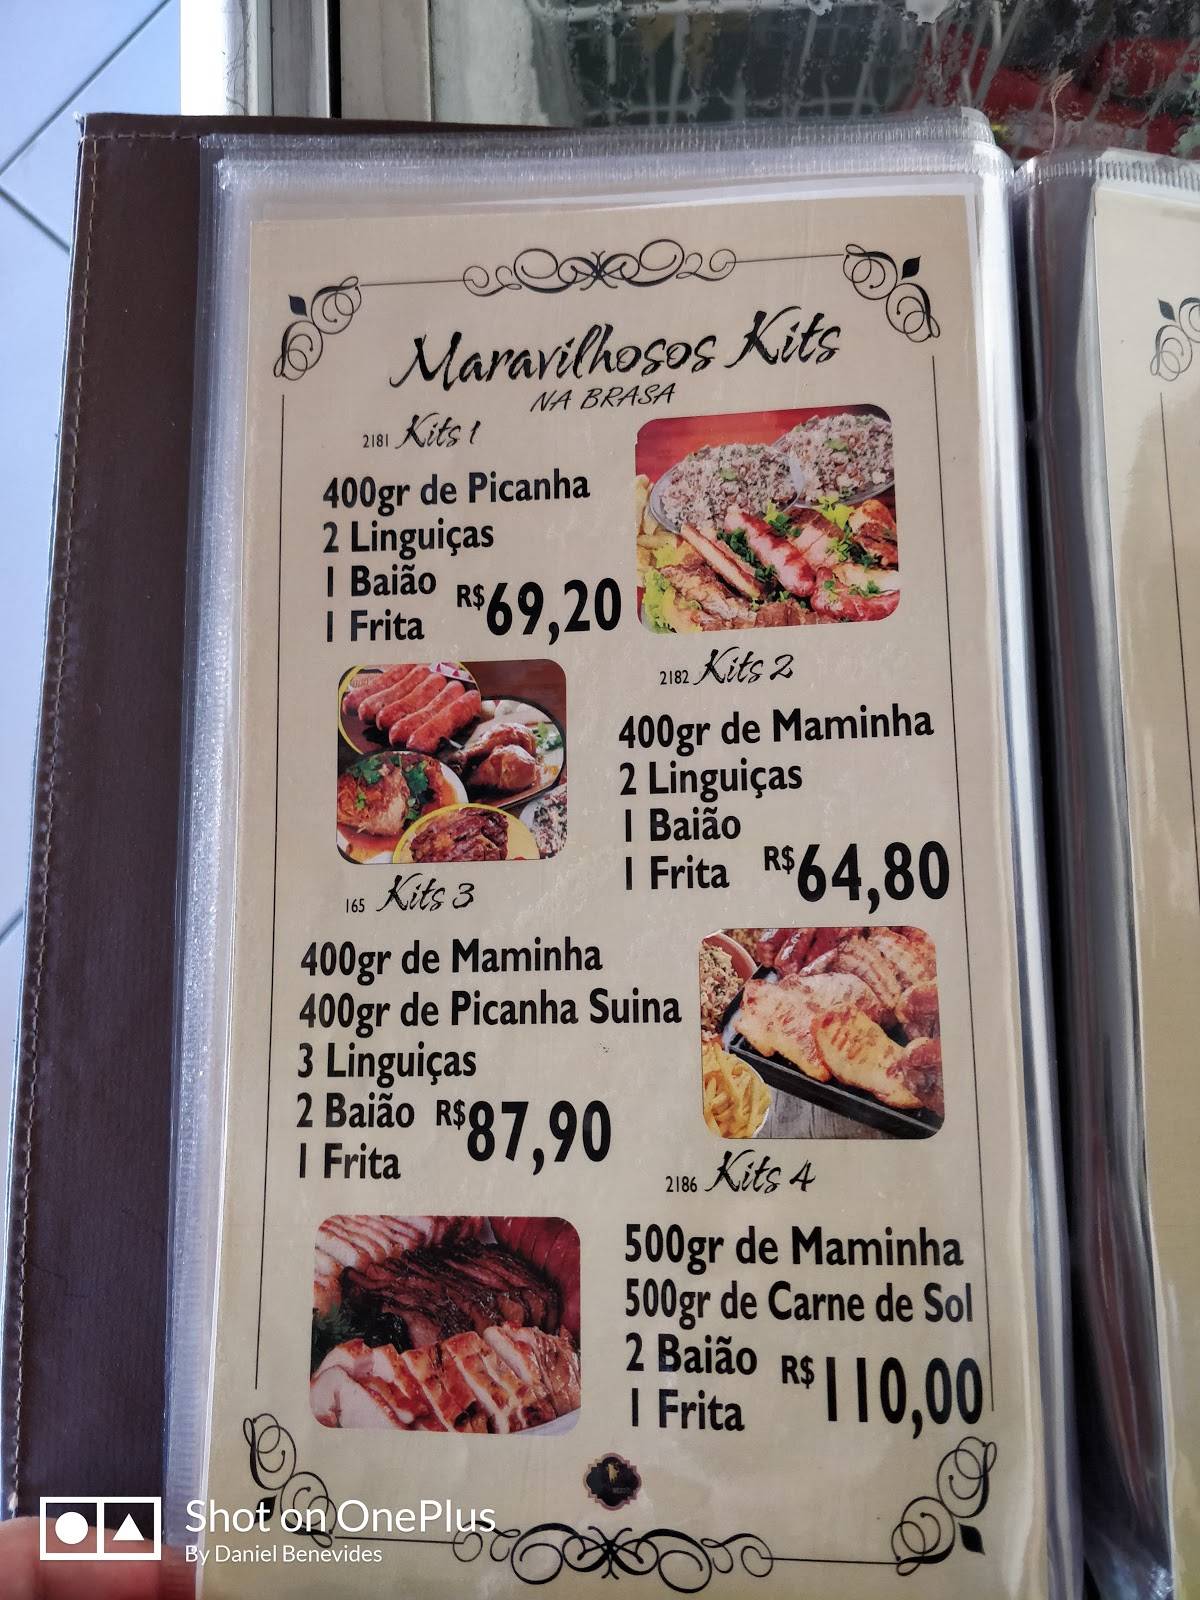 Maravilhosos Kits
NA BRASA
2181 Kits 1
400gr de Picanha
2 Linguiças
1 Baião
1 Frita
R$69,20
2182 Kits 2
400gr de Maminha
2 Linguiças
1 Baião
1 Frita
R$64,80
165 Kits 3
400gr de Maminha
400gr de Picanha Suina
3 Linguiças
2 Baião
1 Frita
R$87,90
2186 Kits 4
500gr de Maminha
500gr de Carne de Sol
2 Baião
1 Frita
R$110,00
Shot on OnePlus
By Daniel Benevides